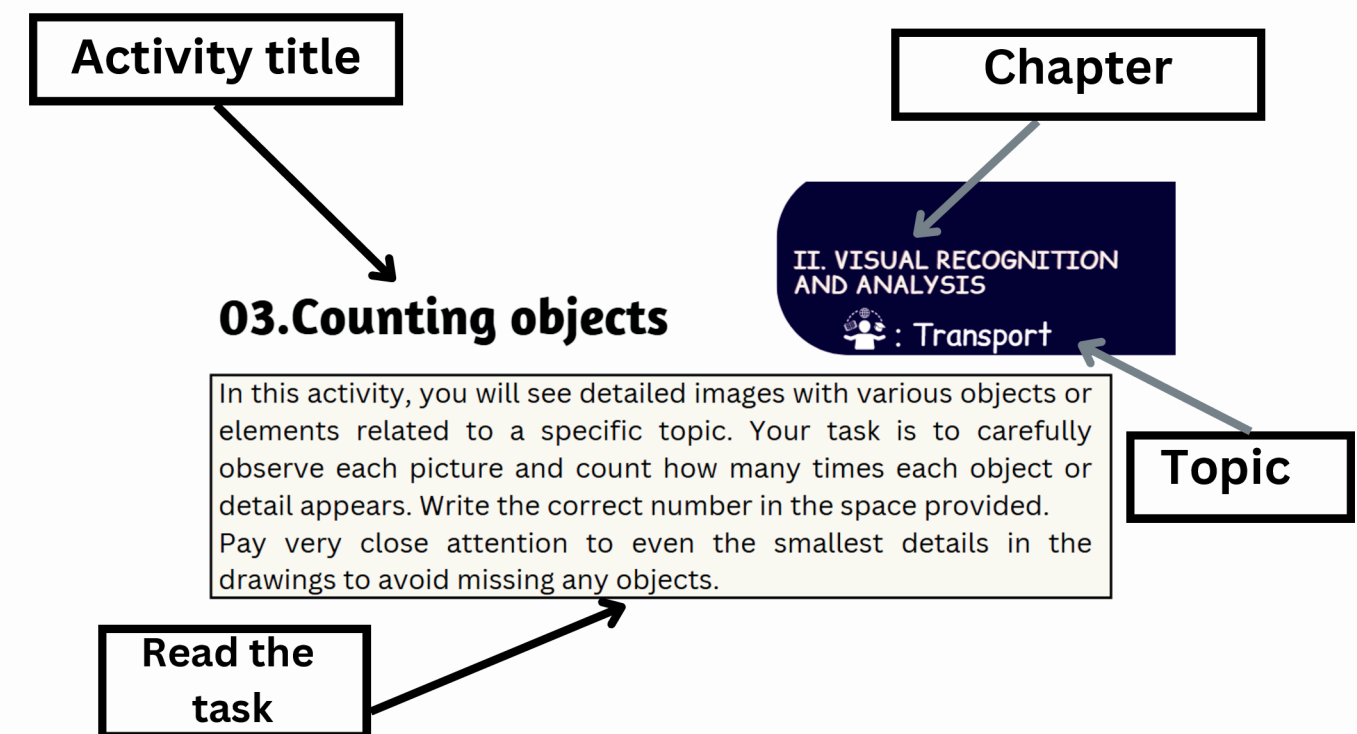 Activity title
Chapter
II. VISUAL RECOGNITION
AND ANALYSIS
: Transport
03.Counting objects
In this activity, you will see detailed images with various objects or
elements related to a specific topic. Your task is to carefully
observe each picture and count how many times each object or
detail appears. Write the correct number in the space provided.
Pay very close attention to even the smallest details in the
drawings to avoid missing any objects.
Topic
Read the
task